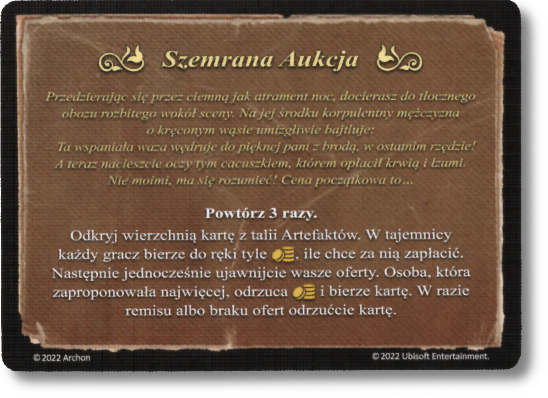 Szemrana Aukcja
Przedzierając się przez ciemną jak atrament noc, docierasz do tłocznego
obozu rozbitego wokół sceny. Na jej środku korpulentny mężczyzna
o kręconym wąsie umizgliwie bajtluje:
Ta wspaniała waza wędruje do pięknej pani z brodą, w ostatnim rzędzie!
A teraz nacieszcie oczy tym cacuszkiem, którem opłacił krwią i łzami.
Nie moimi, ma się rozumieć! Cena początkowa to...
Powtórz 3 razy.
Odkryj wierzchnią kartę z talii Artefaktów. W tajemnicy
każdy gracz bierze do ręki tyle , ile chce za nią zapłacić.
Następnie jednocześnie ujawnijcie wasze oferty. Osoba, która
zaproponowała najwięcej, odrzuca i bierze kartę. W razie
remisu albo braku ofert odrzućcie kartę.
© 2022 Archon
© 2022 Ubisoft Entertainment.